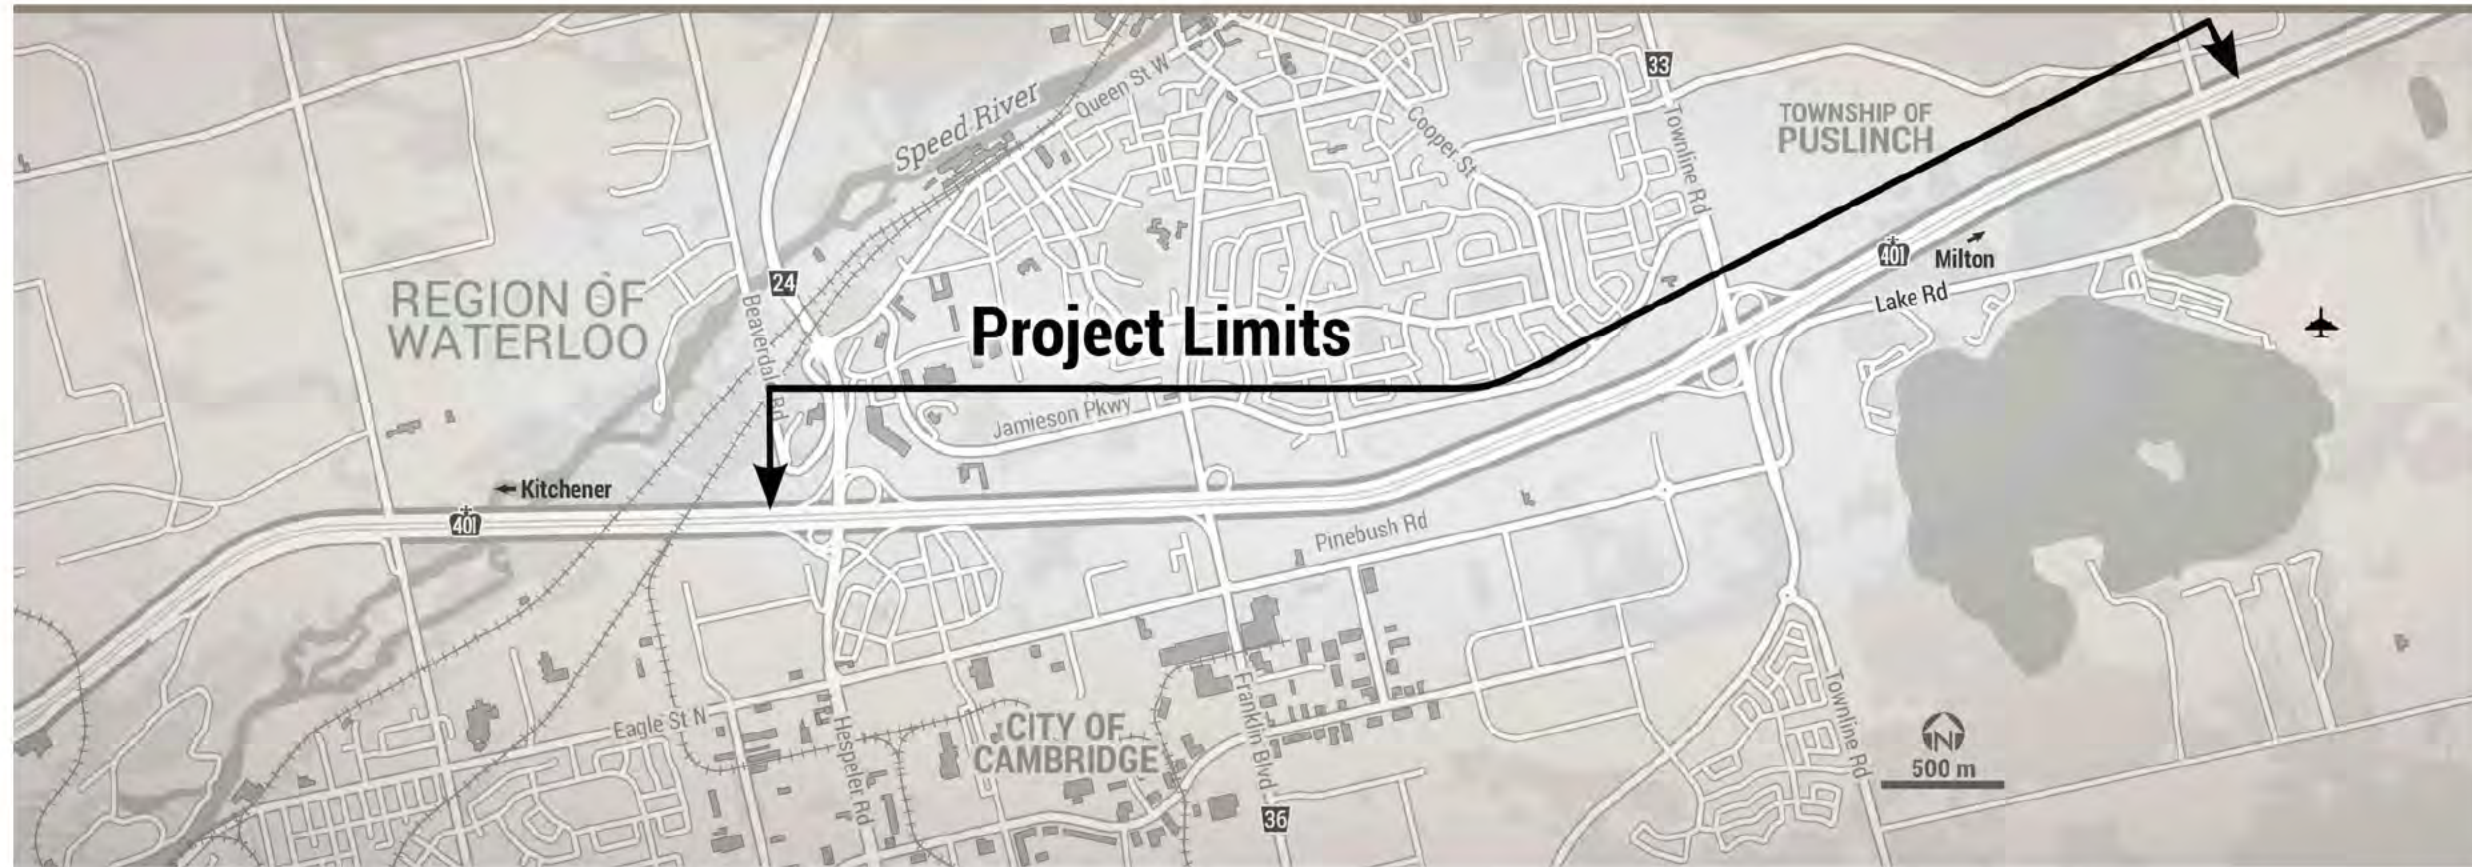 33
Queen St W
Speed River
Cooper St
Townline Rd
TOWNSHIP OF
PUSLINCH
24
REGION OF
WATERLOO
Beaverdale Rd
401
Milton
Lake Rd
Project Limits
Jamieson Pkwy
Kitchener
401
Pinebush Rd
Eagle St N
Hespeler Rd
CITY OF
CAMBRIDGE
Franklin Blvd
36
Townline Rd
N
500 m